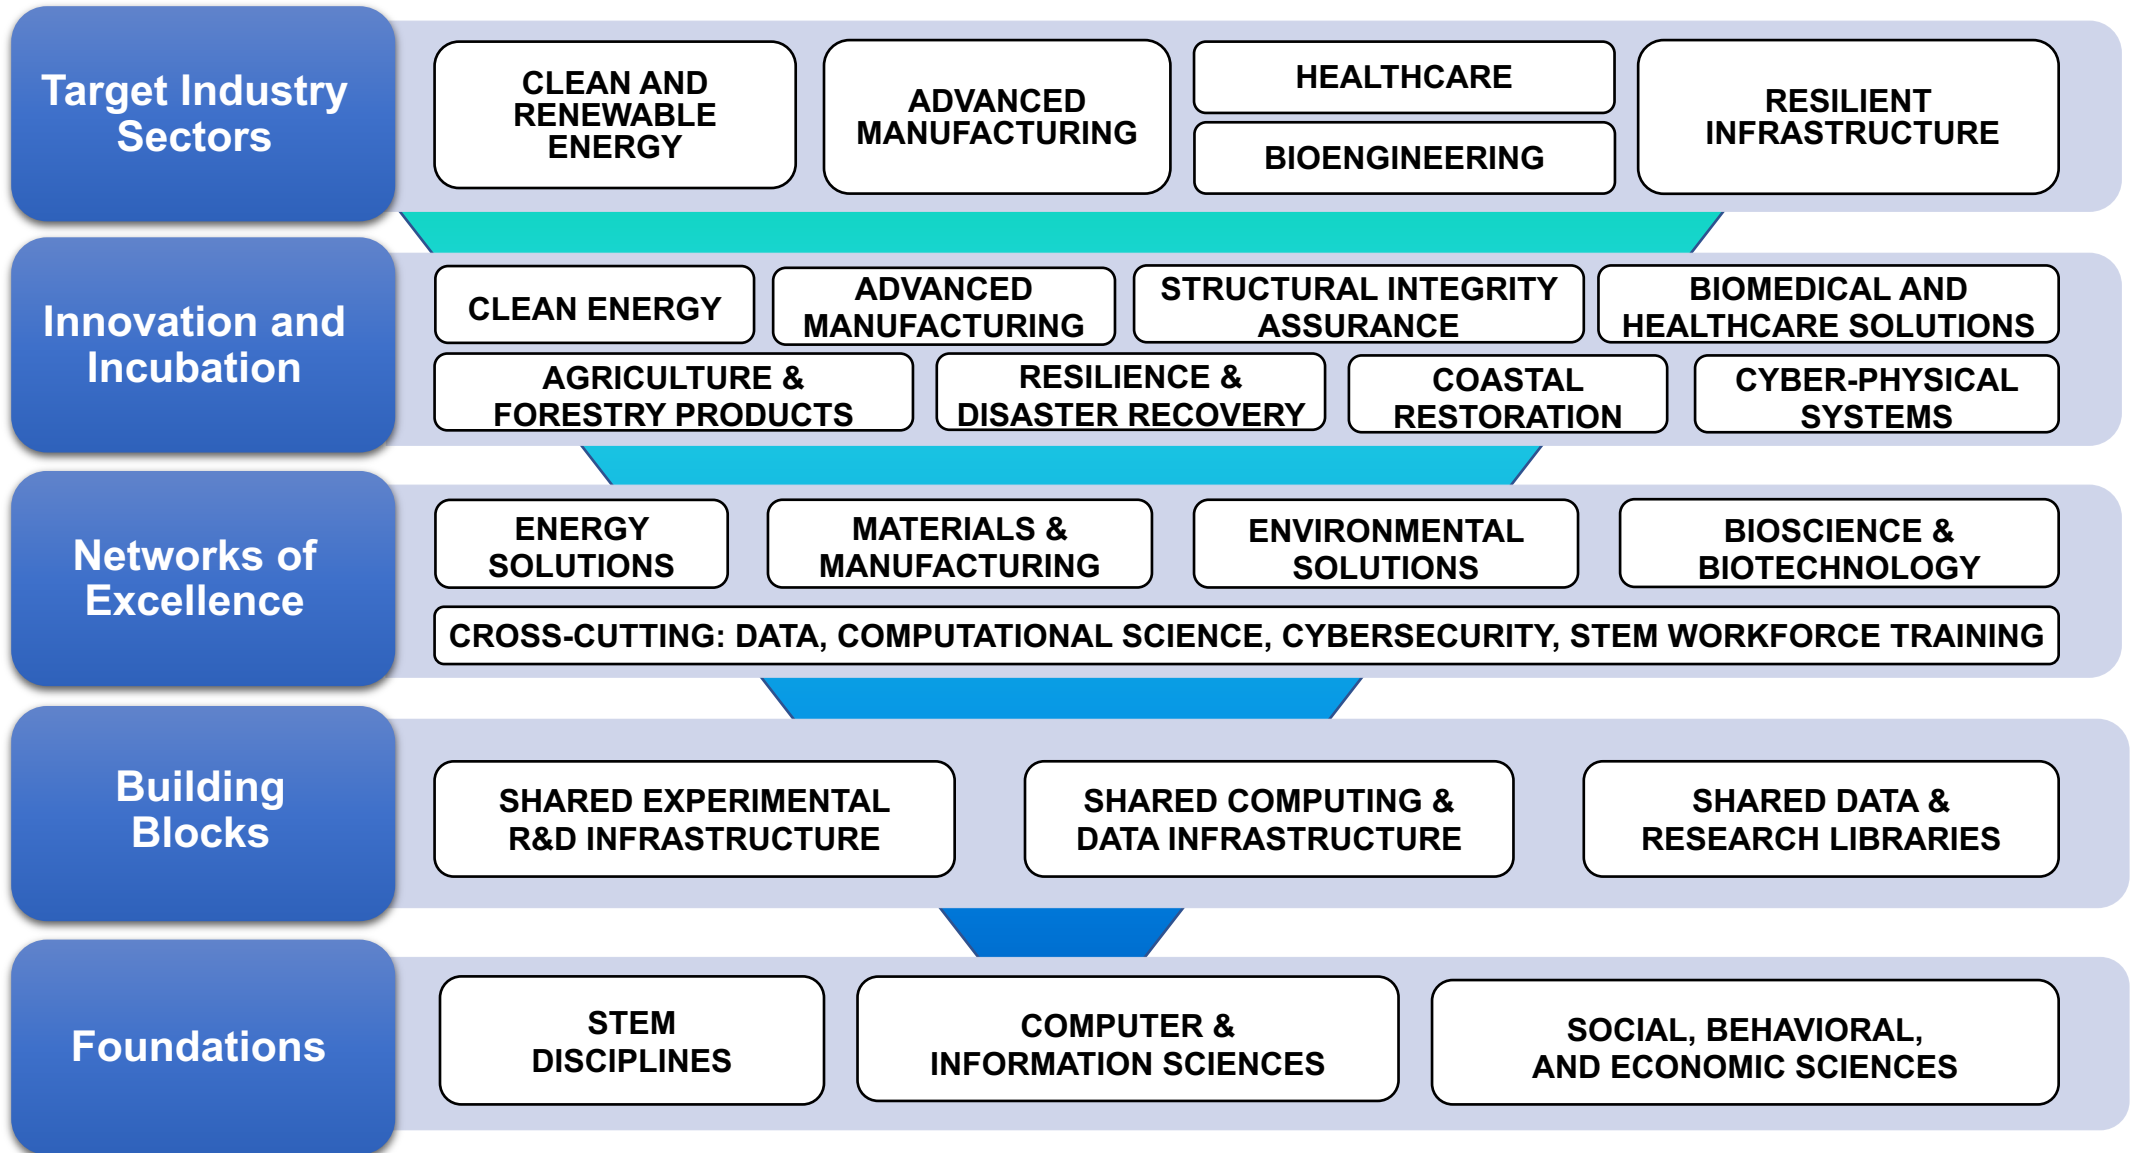 Target Industry
Sectors
CLEAN AND
RENEWABLE
ENERGY
ADVANCED
MANUFACTURING
HEALTHCARE
BIOENGINEERING
RESILIENT
INFRASTRUCTURE
Innovation and
Incubation
CLEAN ENERGY
ADVANCED
MANUFACTURING
STRUCTURAL INTEGRITY
ASSURANCE
BIOMEDICAL AND
HEALTHCARE SOLUTIONS
AGRICULTURE &
FORESTRY PRODUCTS
RESILIENCE &
DISASTER RECOVERY
COASTAL
RESTORATION
CYBER-PHYSICAL
SYSTEMS
Networks of
Excellence
ENERGY
SOLUTIONS
MATERIALS &
MANUFACTURING
ENVIRONMENTAL
SOLUTIONS
BIOSCIENCE &
BIOTECHNOLOGY
CROSS-CUTTING: DATA, COMPUTATIONAL SCIENCE, CYBERSECURITY, STEM WORKFORCE TRAINING
Building
Blocks
SHARED EXPERIMENTAL
R&D INFRASTRUCTURE
SHARED COMPUTING &
DATA INFRASTRUCTURE
SHARED DATA &
RESEARCH LIBRARIES
Foundations
STEM
DISCIPLINES
COMPUTER &
INFORMATION SCIENCES
SOCIAL, BEHAVIORAL,
AND ECONOMIC SCIENCES